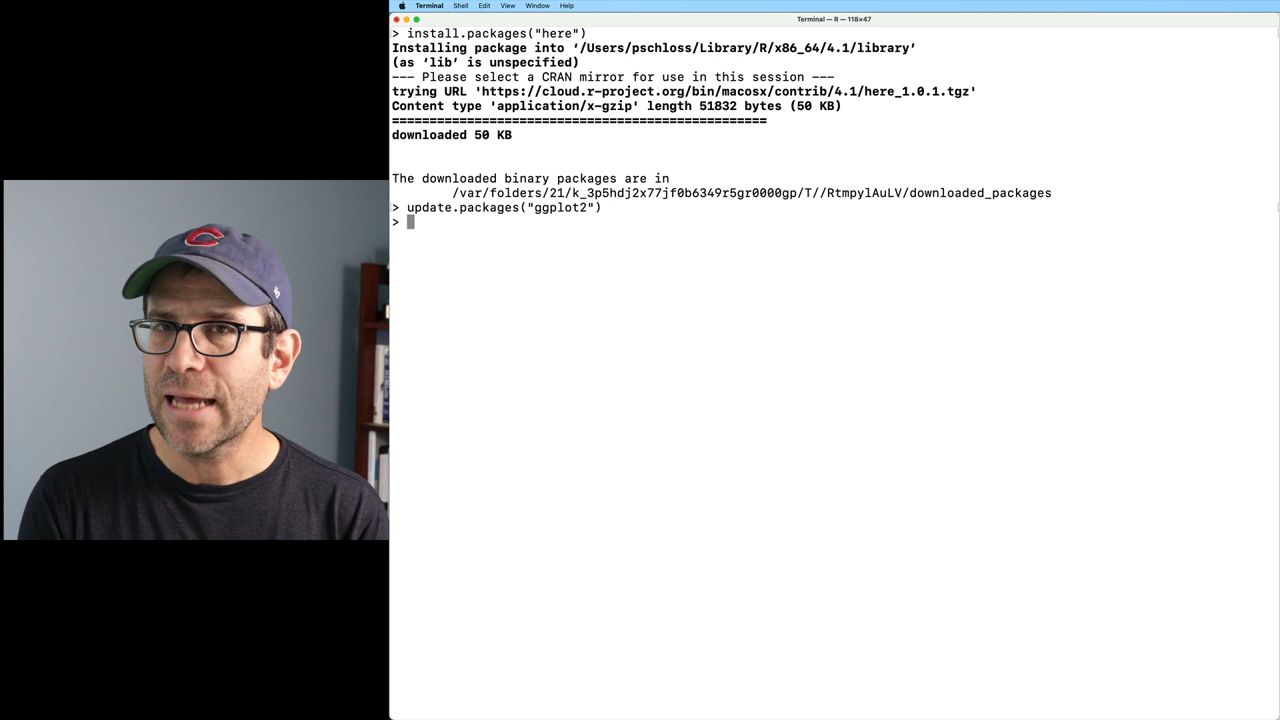 Terminal Shell Edit View Window Help
Terminal — R — 118×47
> install.packages("here")
Installing package into ‘/Users/pschloss/Library/R/x86_64/4.1/library’
(as ‘lib’ is unspecified)
--- Please select a CRAN mirror for use in this session ---
trying URL 'https://cloud.r-project.org/bin/macosx/contrib/4.1/here_1.0.1.tgz'
Content type 'application/x-gzip' length 51832 bytes (50 KB)
==================================================
downloaded 50 KB
The downloaded binary packages are in
/var/folders/21/k_3p5hdj2x77jf0b6349r5gr0000gp/T//RtmpylAuLV/downloaded_packages
> update.packages("ggplot2")
>
C